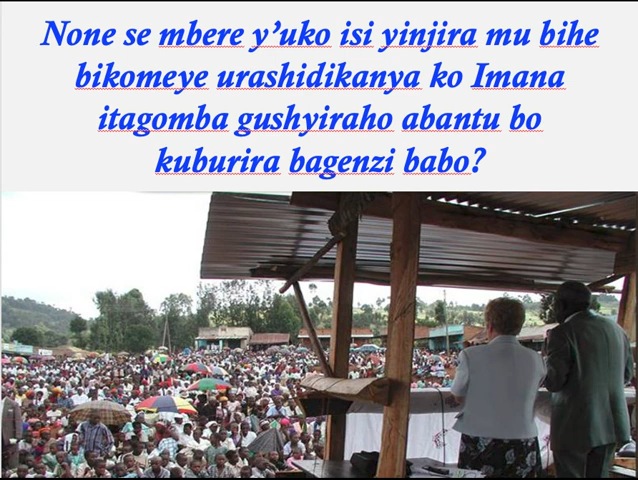 None se mbere y’uko isi yinjira mu bihe
bikomeye urashidikanya ko Imana
itagomba gushyiraho abantu bo
kuburira bagenzi babo?